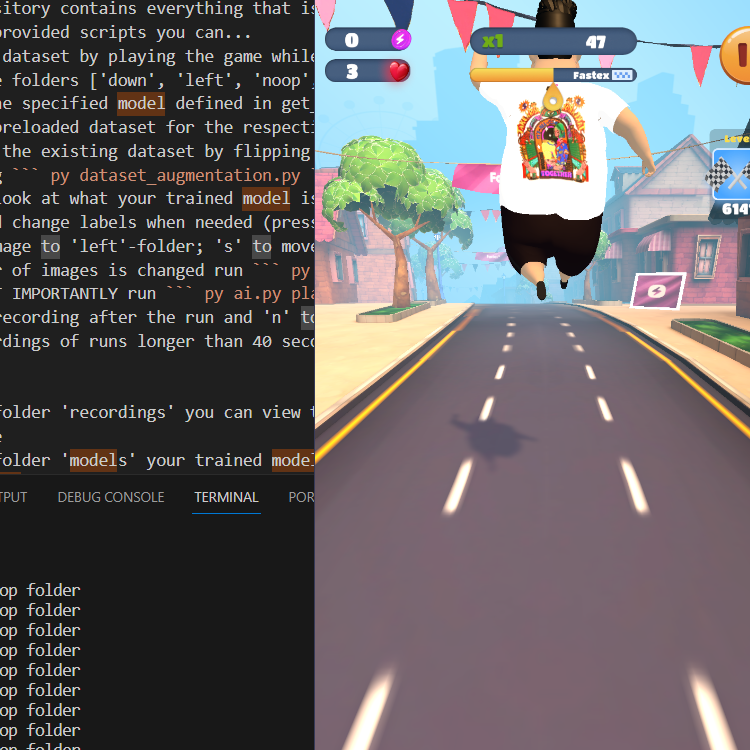 sitory contains everything that is
provided scripts you can...
dataset by playing the game while
e folders ['down', 'left', 'noop',
he specified model defined in get_
preloaded dataset for the respecti
the existing dataset by flipping
``` py dataset_augmentation.py
look at what your trained model is
d change labels when needed (press
mage to 'left'-folder; 's' to move
r of images is changed run ``` py
T IMPORTANTLY run ``` py ai.py pla
recording after the run and 'n' to
rdings of runs longer than 40 seco
folder 'recordings' you can view t
e
folder 'models' your trained model
TPUT DEBUG CONSOLE TERMINAL POR
op folder
op folder
op folder
op folder
op folder
op folder
op folder
op folder
0
3
x1 47
Fastex
TOGETHER
Fa
Leve
614